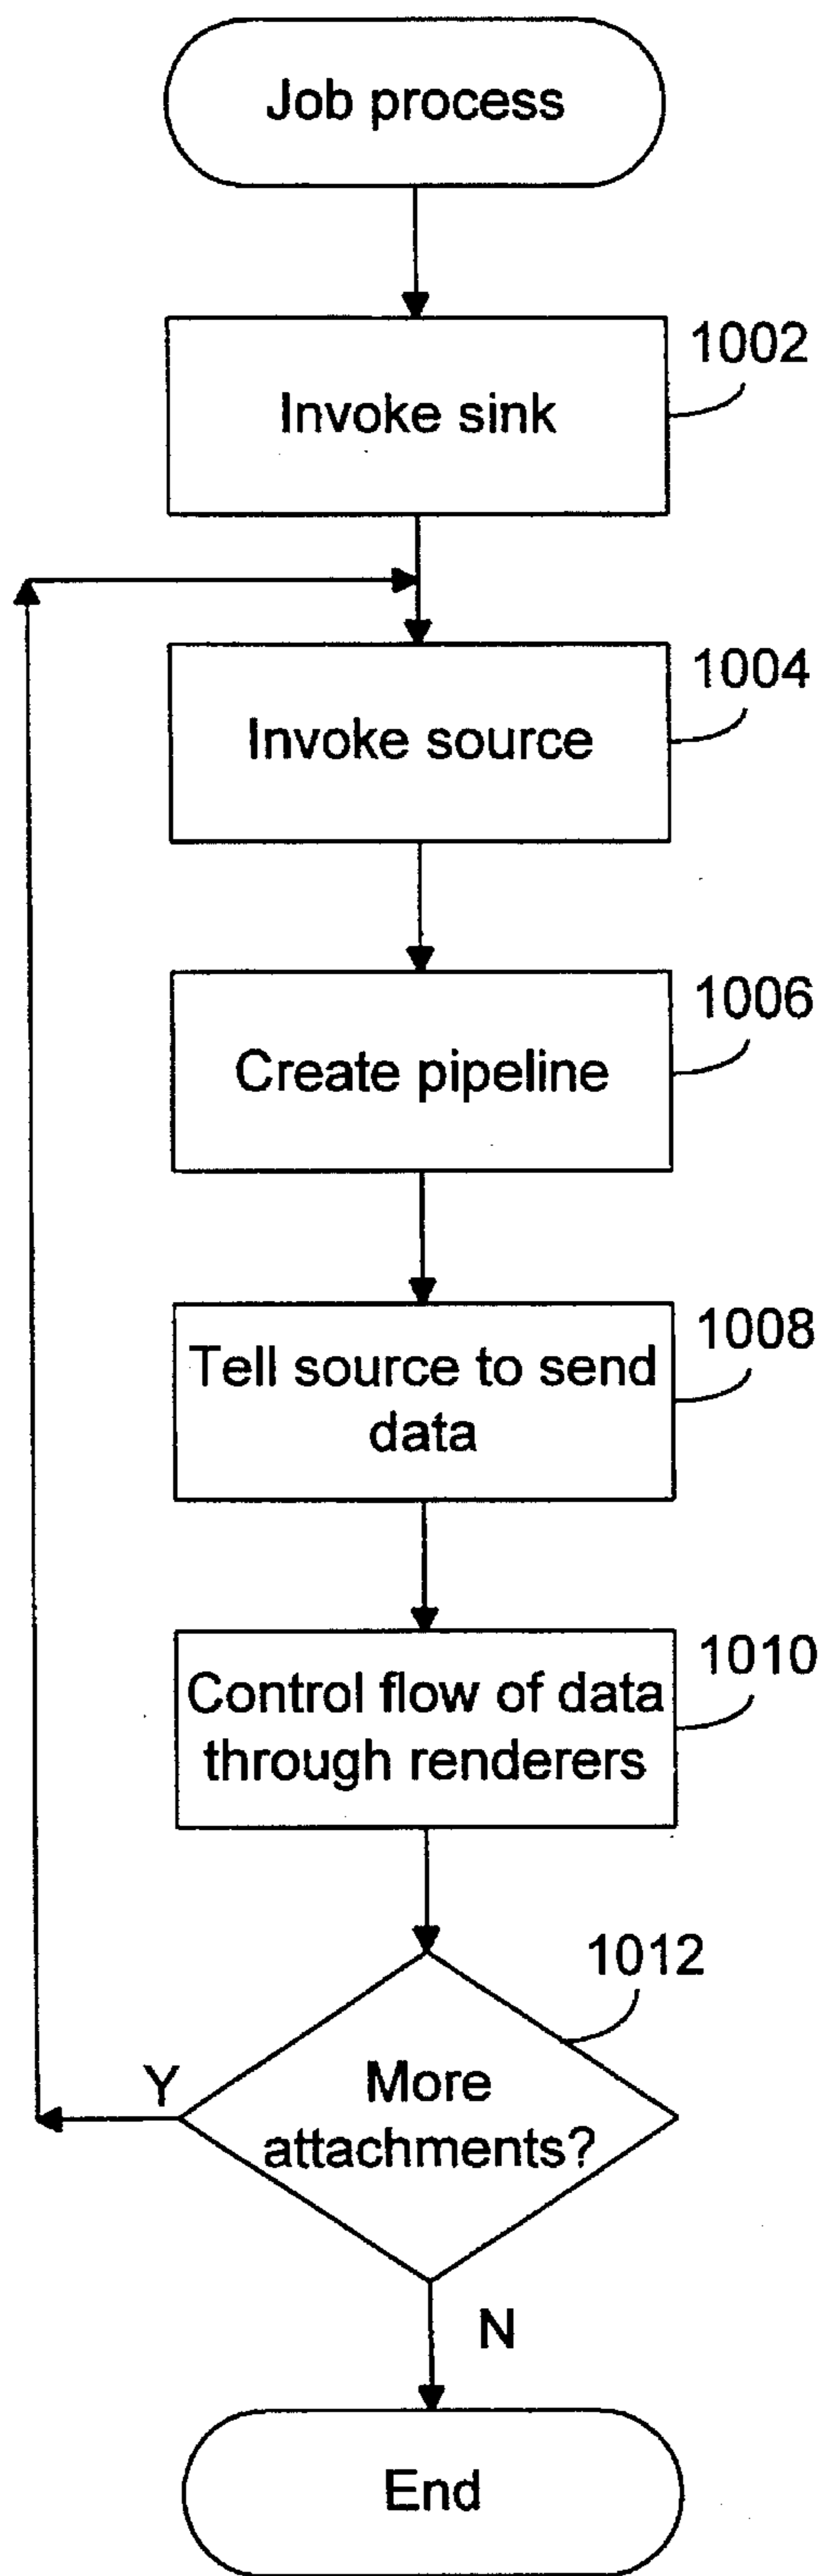 Job process
1002
Invoke sink
1004
Invoke source
1006
Create pipeline
1008
Tell source to send
data
1010
Control flow of data
through renderers
1012
More
attachments?
Y
N
End